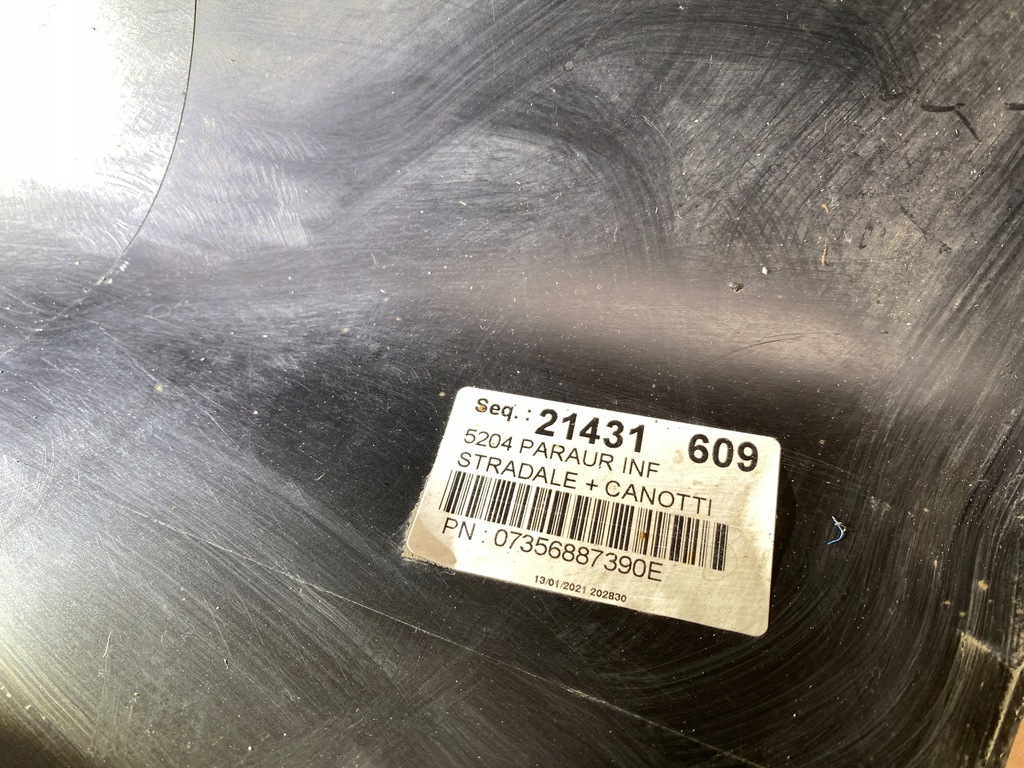 Seq. : 21431 609
5204 PARAUR INF
STRADALE + CANOTTI
PN : 07356887390E
13/01/2021 202830